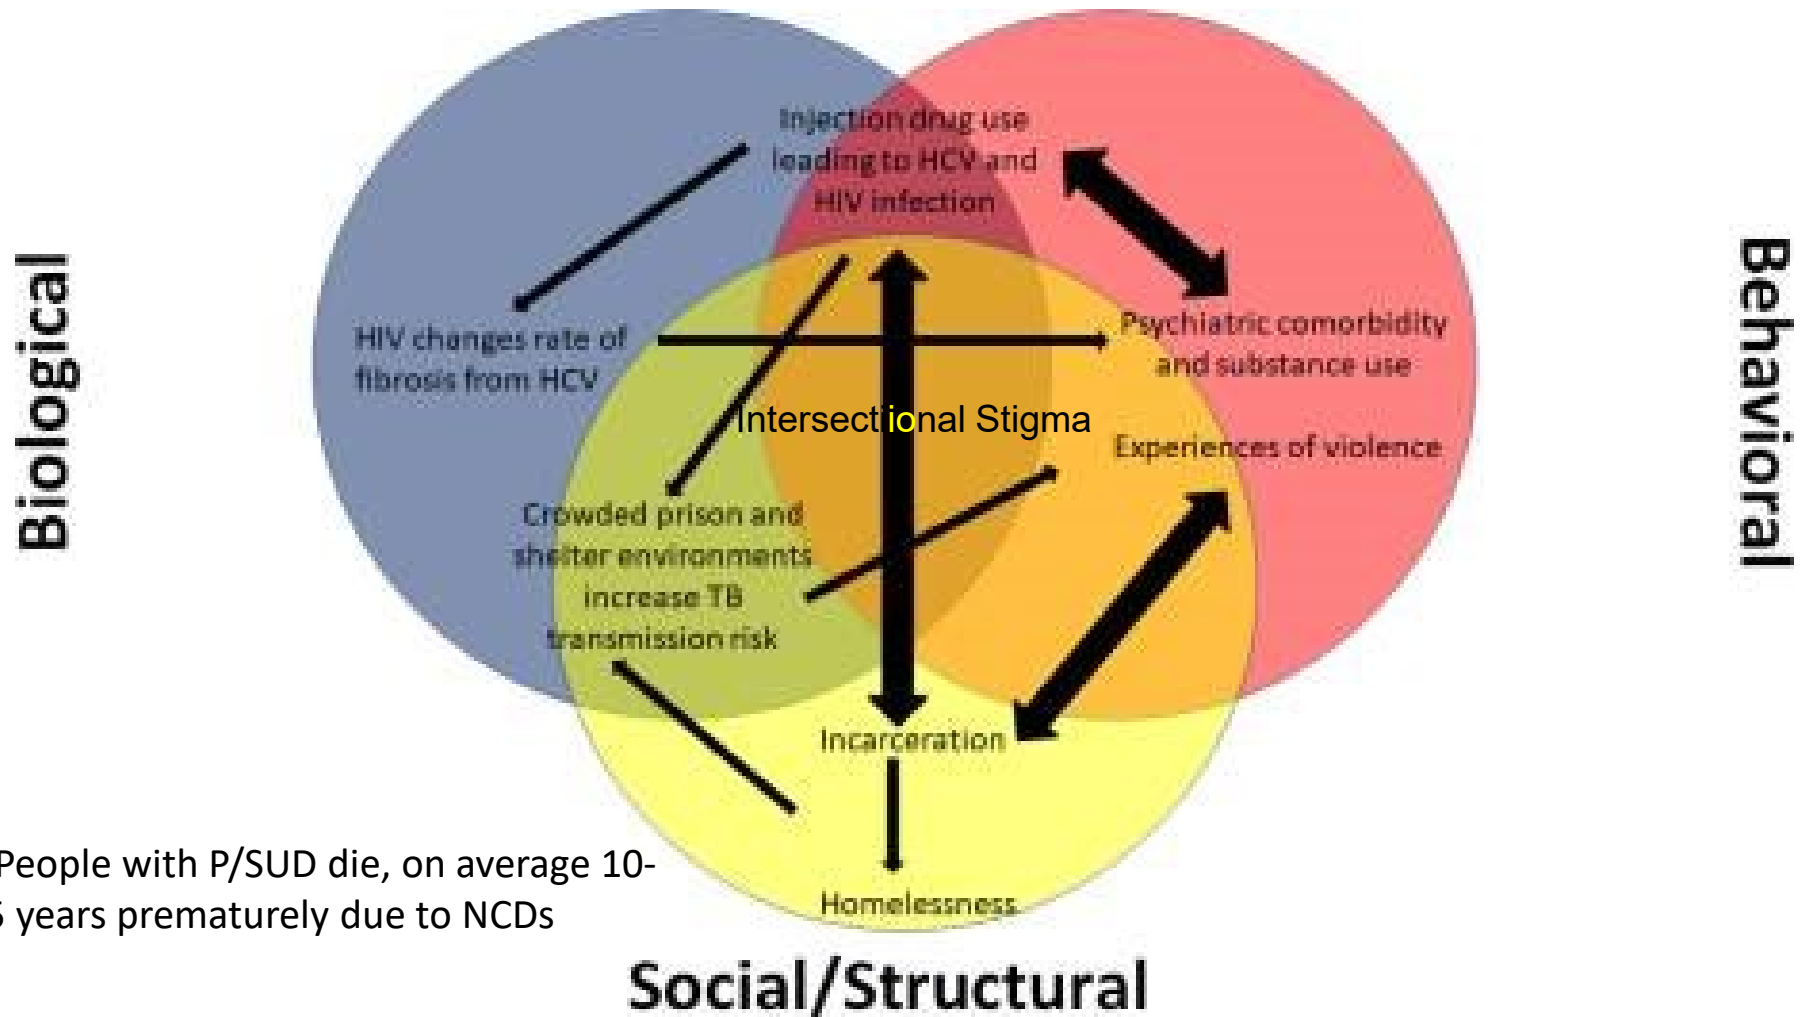 Biological
Behavioral
Injection drug use
leading to HCV and
HIV infection
HIV changes rate of
fibrosis from HCV
Psychiatric comorbidity
and substance use
Intersectional Stigma
Experiences of violence
Crowded prison and
shelter environments
increase TB
transmission risk
Incarceration
Homelessness
People with P/SUD die, on average 10-
years prematurely due to NCDs
Social/Structural